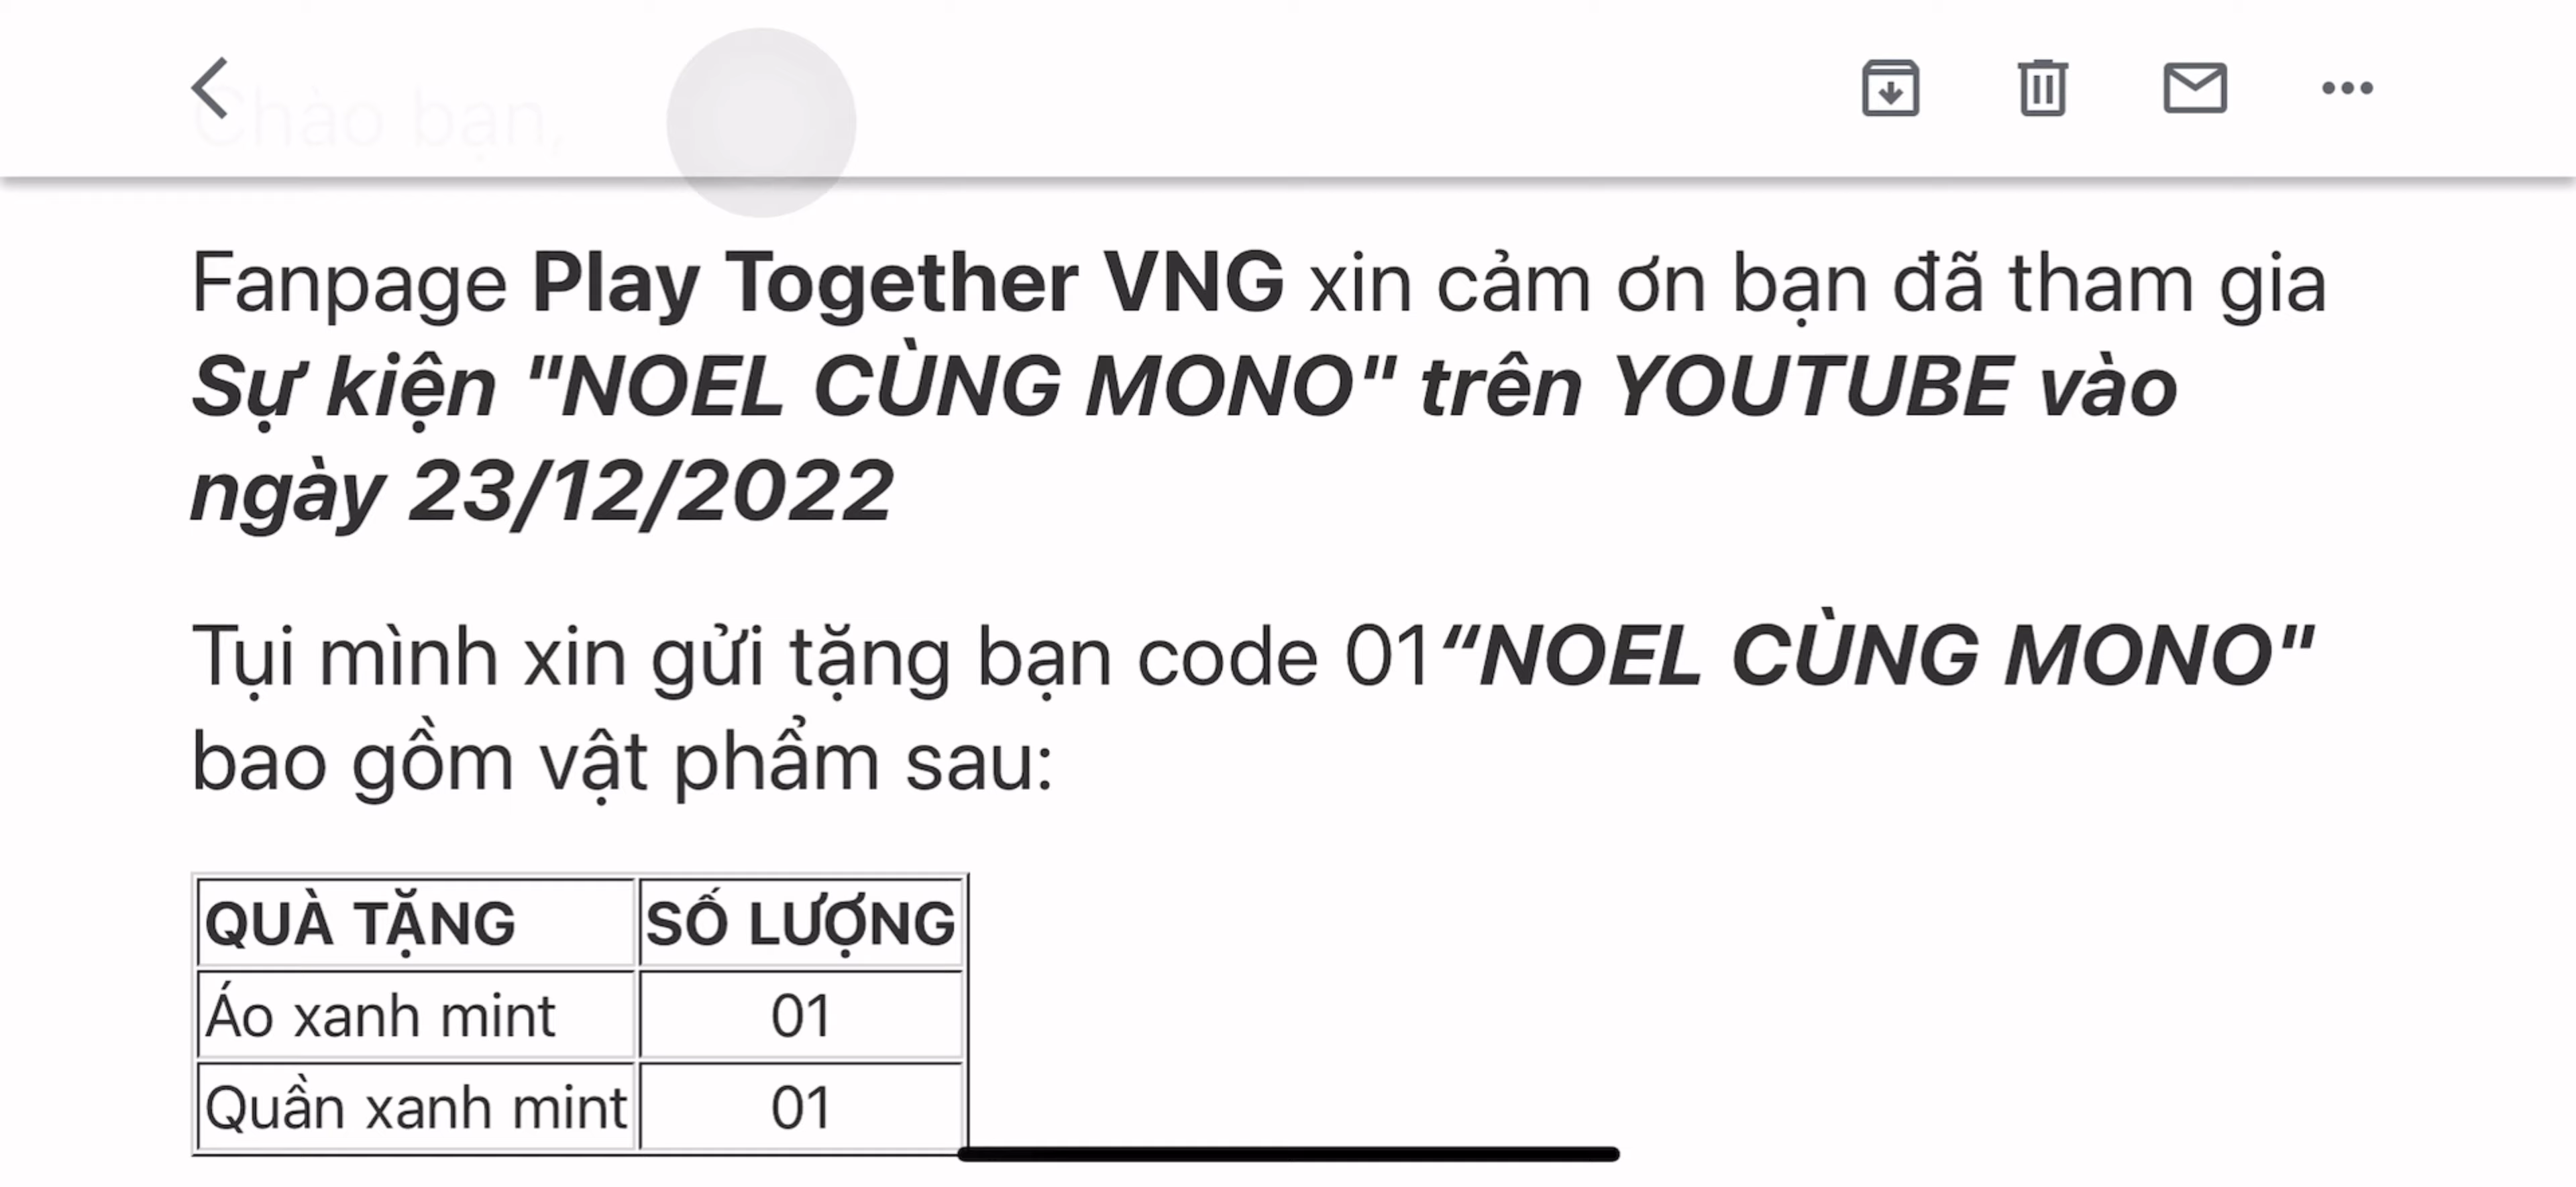 Chào bạn,
Fanpage Play Together VNG xin cảm ơn bạn đã tham gia
Sự kiện "NOEL CÙNG MONO" trên YOUTUBE vào
ngày 23/12/2022
Tụi mình xin gửi tặng bạn code 01“NOEL CÙNG MONO"
bao gồm vật phẩm sau:
QUÀ TẶNG SỐ LƯỢNG
Áo xanh mint 01
Quần xanh mint 01